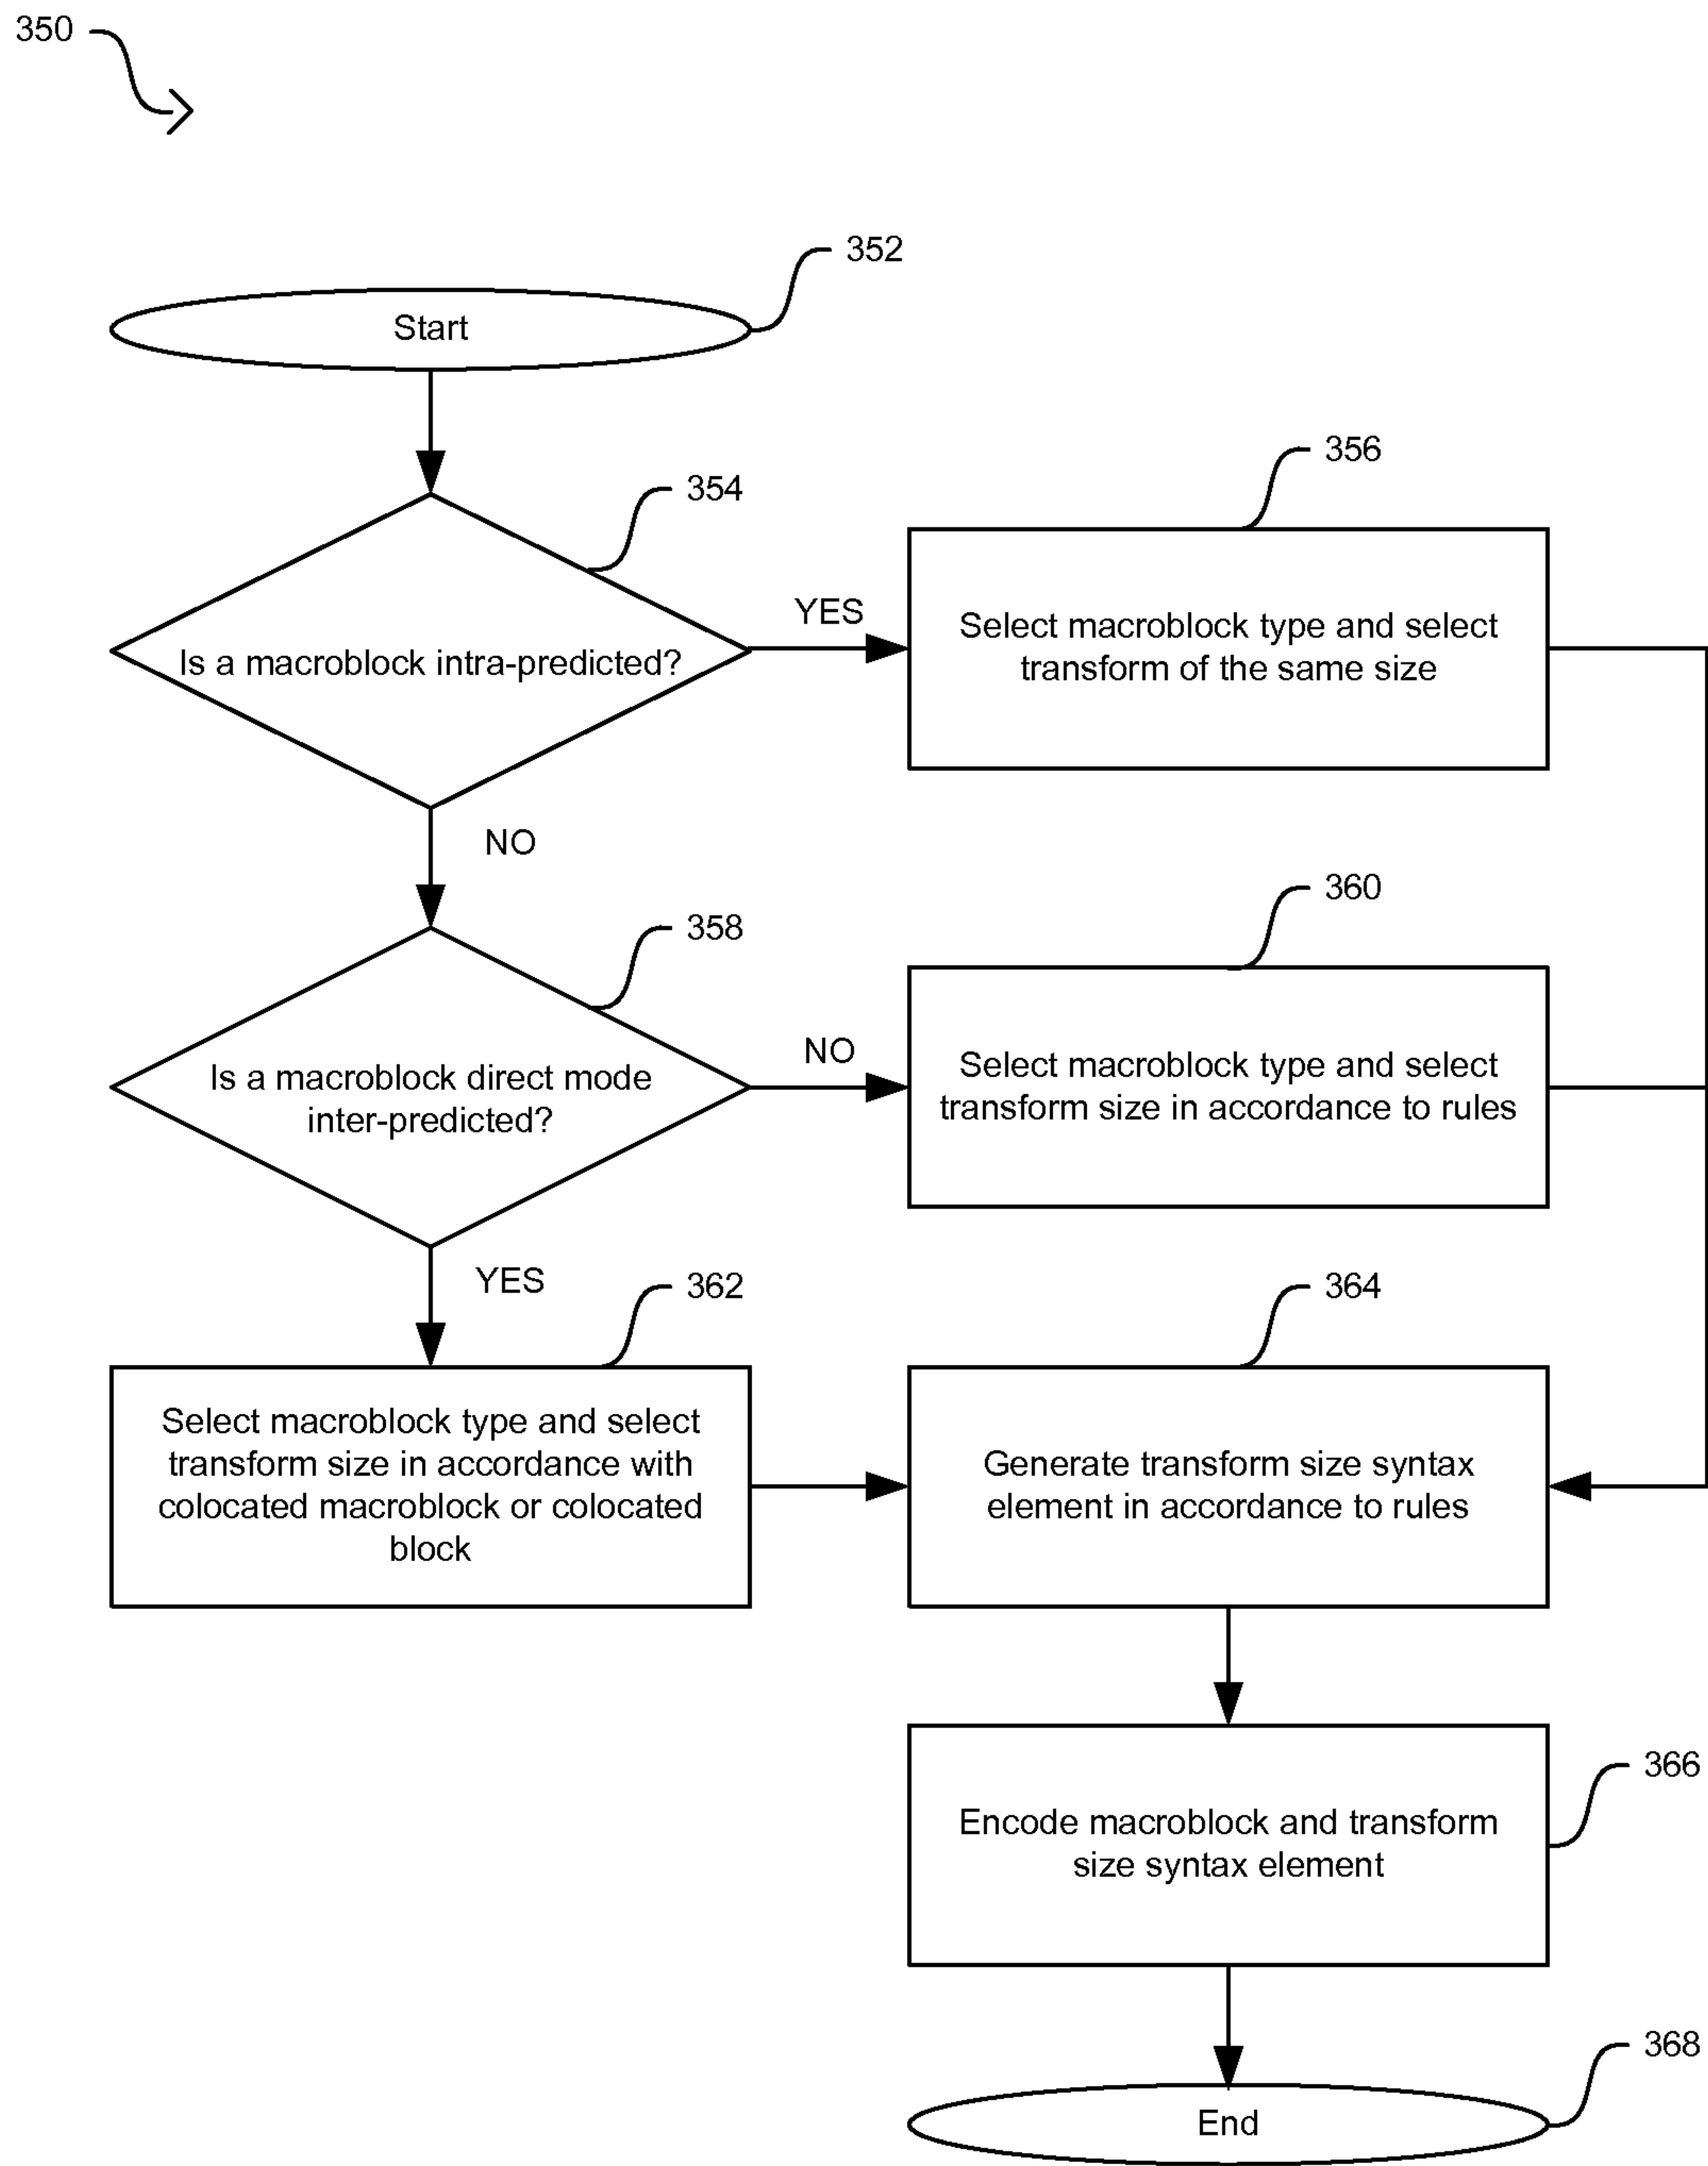 350
352
Start
354
356
Is a macroblock intra-predicted?
YES
Select macroblock type and select
transform of the same size
NO
358
360
Is a macroblock direct mode
inter-predicted?
NO
Select macroblock type and select
transform size in accordance to rules
YES
362
364
Select macroblock type and select
transform size in accordance with
colocated macroblock or colocated
block
Generate transform size syntax
element in accordance to rules
366
Encode macroblock and transform
size syntax element
368
End